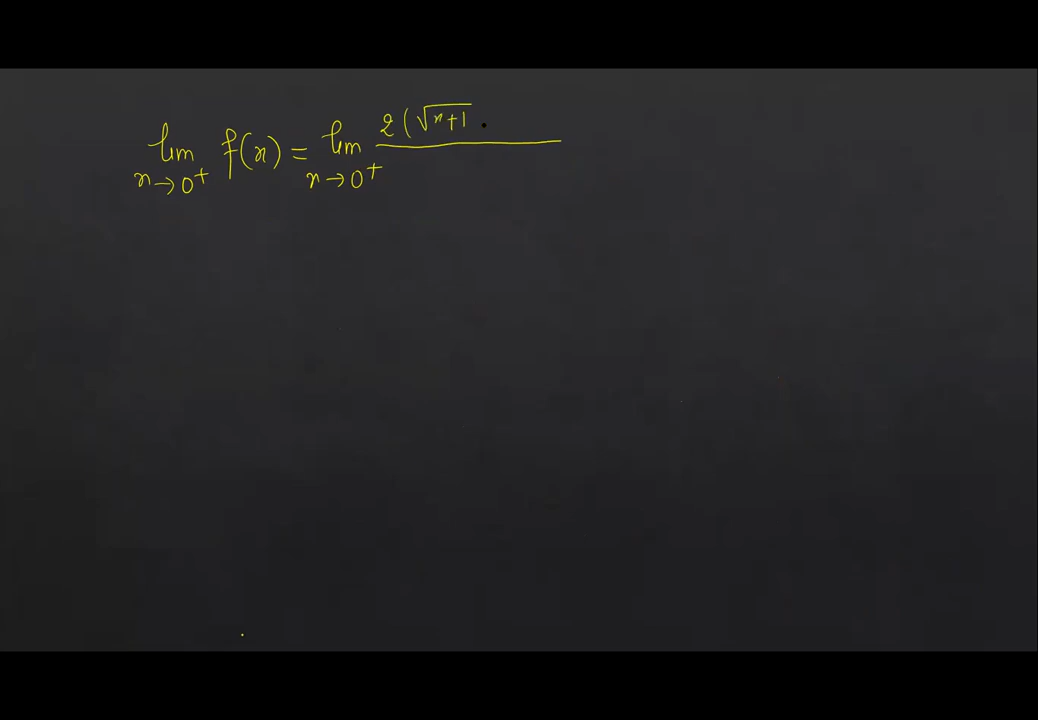 lim x→0⁺ f(x) = lim x→0⁺ 2(√x+1